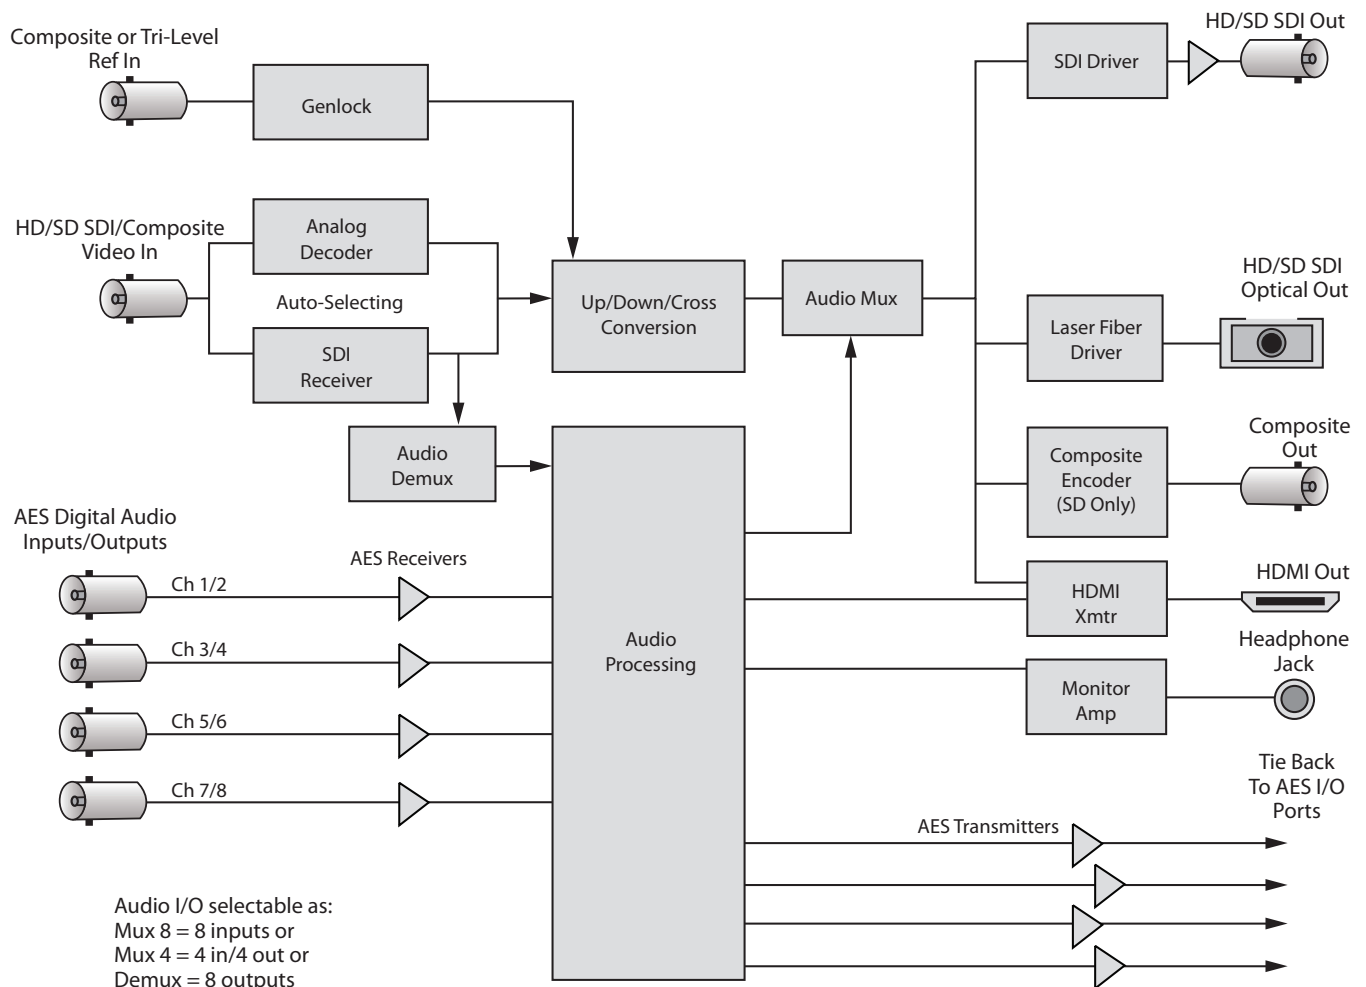 Composite or Tri-Level
Ref In
Genlock
HD/SD SDI/Composite
Video In
Analog
Decoder
Auto-Selecting
SDI
Receiver
Audio
Demux
Up/Down/Cross
Conversion
Audio Mux
SDI Driver
HD/SD SDI Out
Laser Fiber
Driver
HD/SD SDI
Optical Out
Composite
Encoder
(SD Only)
Composite
Out
HDMI
Xmtr
HDMI Out
Monitor
Amp
Headphone
Jack
AES Digital Audio
Inputs/Outputs
AES Receivers
Ch 1/2
Ch 3/4
Ch 5/6
Ch 7/8
Audio
Processing
AES Transmitters
Tie Back
To AES I/O
Ports
Audio I/O selectable as:
Mux 8 = 8 inputs or
Mux 4 = 4 in/4 out or
Demux = 8 outputs